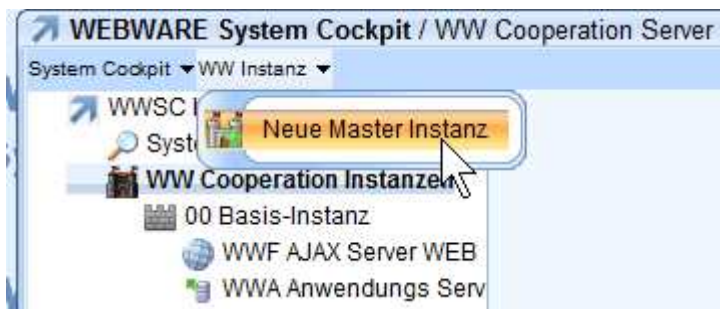 WEBWARE System Cockpit / WW Cooperation Server
System Cockpit WW Instanz
WWSC
Neue Master Instanz
WW Cooperation Instanzen
00 Basis-Instanz
WWF AJAX Server WEB
WWA Anwendungs